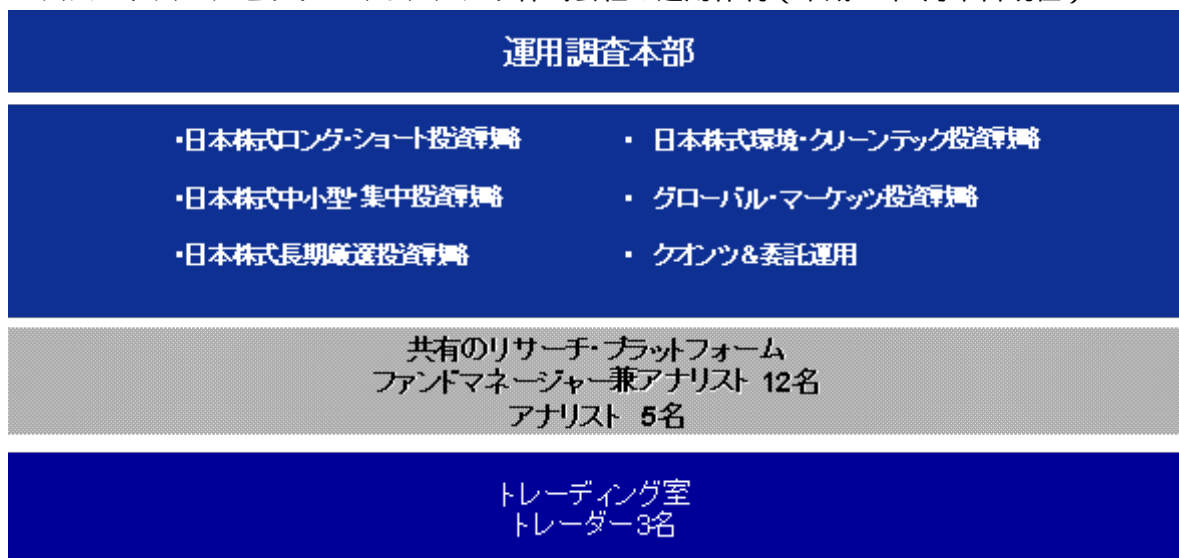 運用調査本部
・日本株式ロング・ショート投資戦略
・ 日本株式環境・クリーンテック投資戦略
・日本株式中小型・集中投資戦略
・ グローバル・マーケッツ投資戦略
・日本株式長期厳選投資戦略
・ クオンツ&委託運用
共有のリサーチ・プラットフォーム
ファンドマネージャー兼アナリスト 12名
アナリスト 5名
トレーディング室
トレーダー3名